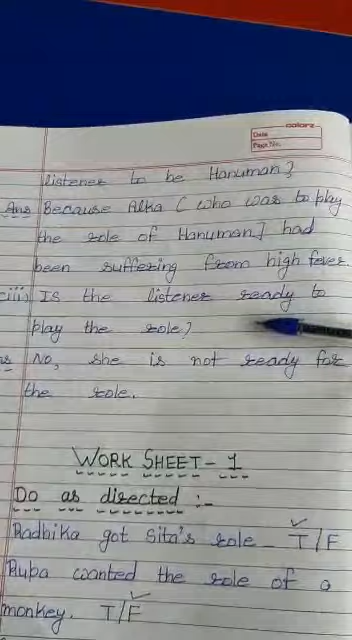 colorz
Date
Page No.
listener to be Hanuman?
Ans Because Alka ( who was to play
the role of Hanuman] had
been suffering from high fever.
ciii) Is the listener ready to
play the role?
No, she is not ready for
the role.
WORK SHEET - 1
Do as directed :-
Radhika got Sita's role T/F
Rupa wanted the role of a
monkey. T/F